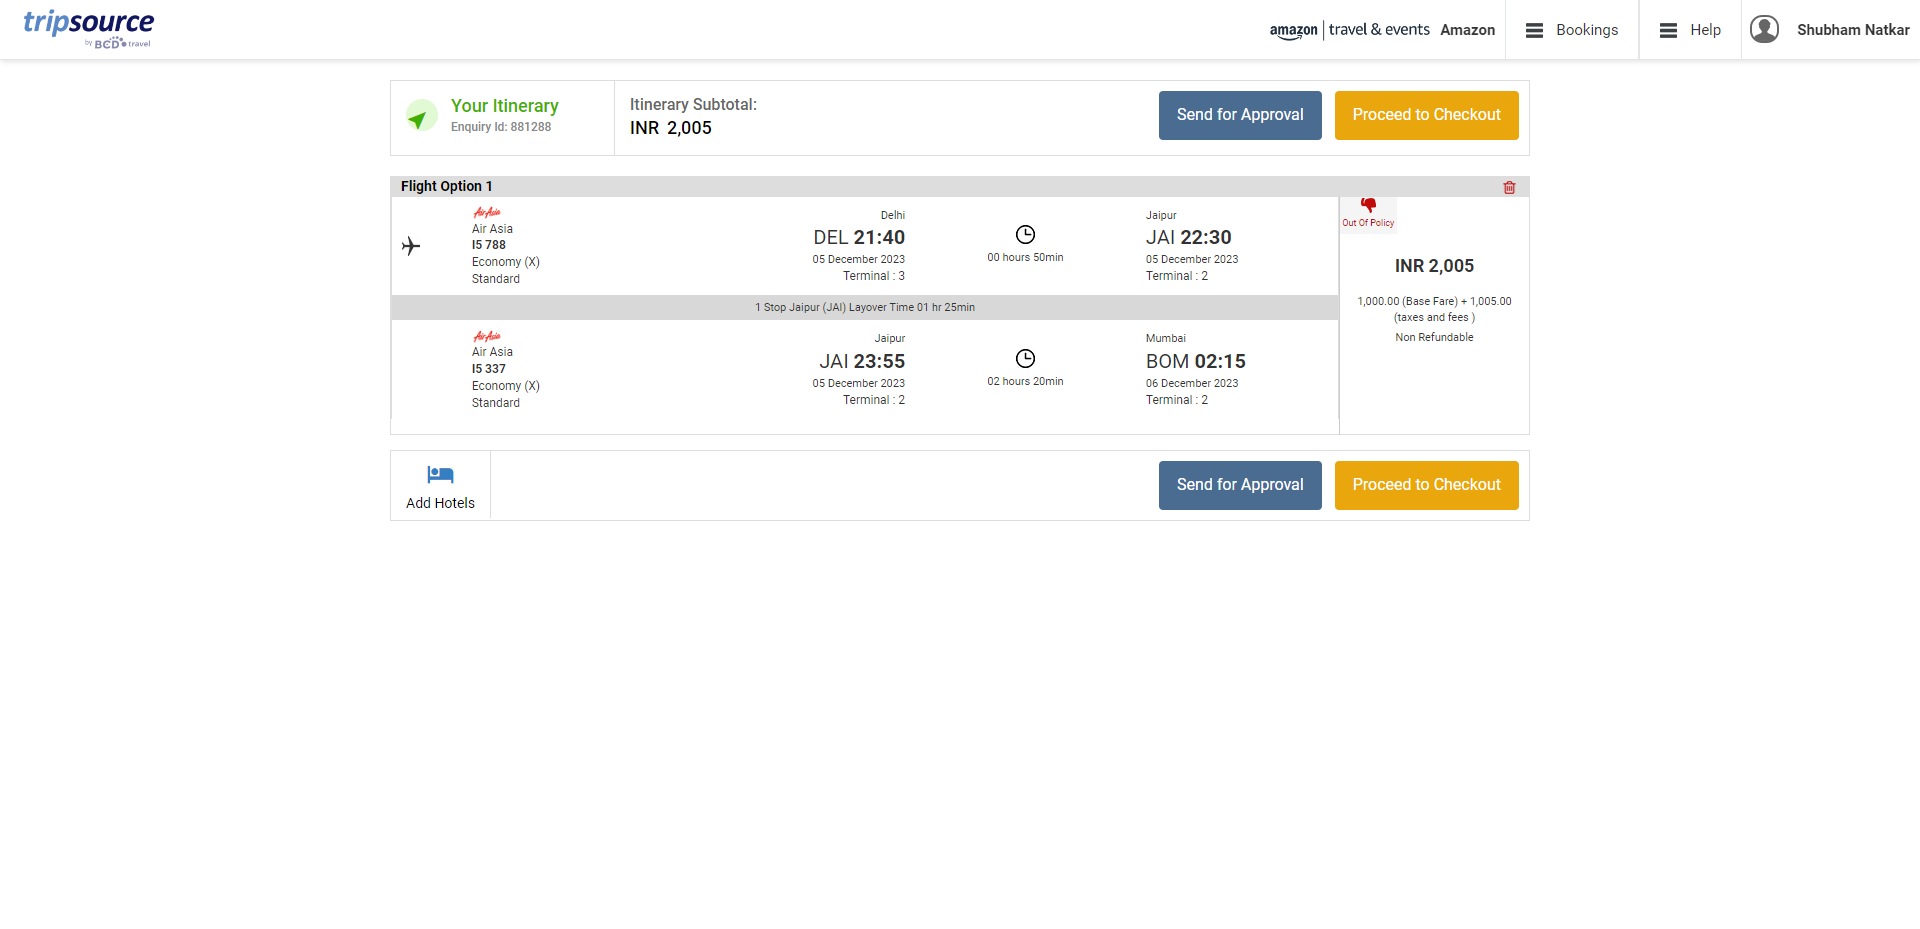 tripsource
by BCD travel
amazon | travel & events Amazon
Bookings
Help
Shubham Natkar
Your Itinerary
Enquiry Id: 881288
Itinerary Subtotal:
INR 2,005
Send for Approval
Proceed to Checkout
Flight Option 1
AirAsia
Air Asia
I5 788
Economy (X)
Standard
Delhi
DEL 21:40
05 December 2023
Terminal : 3
00 hours 50min
Jaipur
JAI 22:30
05 December 2023
Terminal : 2
Out Of Policy
INR 2,005
1,000.00 (Base Fare) + 1,005.00
(taxes and fees )
Non Refundable
1 Stop Jaipur (JAI) Layover Time 01 hr 25min
AirAsia
Air Asia
I5 337
Economy (X)
Standard
Jaipur
JAI 23:55
05 December 2023
Terminal : 2
02 hours 20min
Mumbai
BOM 02:15
06 December 2023
Terminal : 2
Add Hotels
Send for Approval
Proceed to Checkout